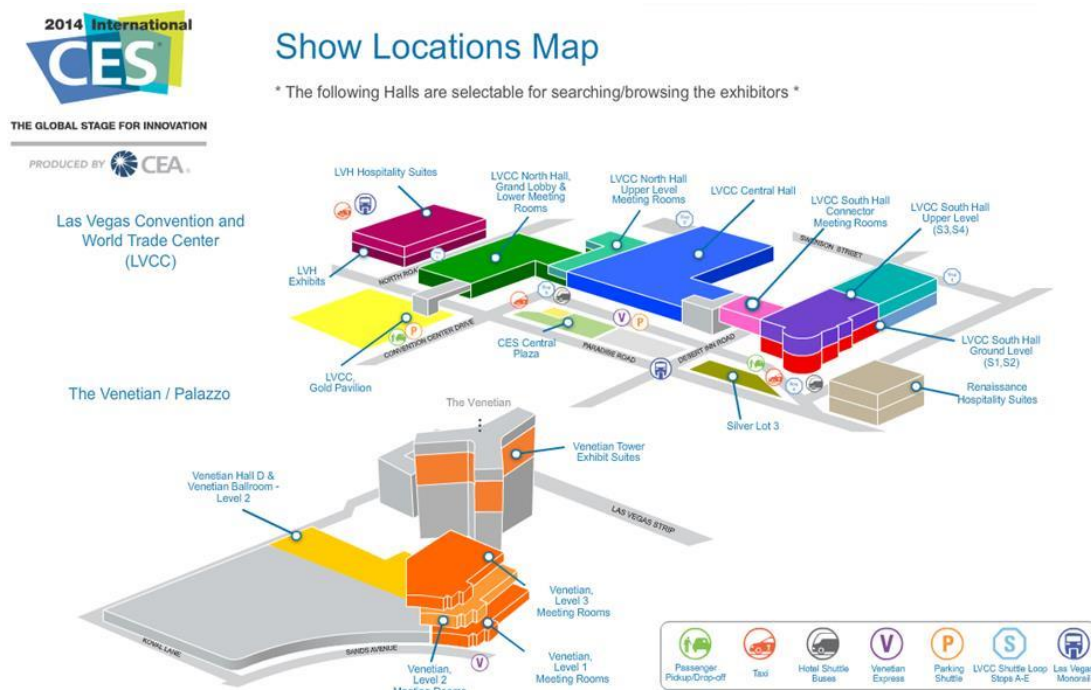 2014 International
CES
THE GLOBAL STAGE FOR INNOVATION
PRODUCED BY CEA
Show Locations Map
* The following Halls are selectable for searching/browsing the exhibitors *
Las Vegas Convention and
World Trade Center
(LVCC)
LVH Hospitality Suites
LVCC North Hall,
Grand Lobby &
Lower Meeting
Rooms
LVCC North Hall
Upper Level
Meeting Rooms
LVCC Central Hall
LVCC South Hall
Connector
Meeting Rooms
LVCC South Hall
Upper Level
(S3,S4)
SWENSON STREET
LVH
Exhibits
NORTH ROAD
P
V
P
CONVENTION CENTER DRIVE
CES Central
Plaza
PARADISE ROAD
DESERT INN ROAD
LVCC South Hall
Ground Level
(S1,S2)
LVCC,
Gold Pavilion
Renaissance
Hospitality Suites
Silver Lot 3
The Venetian / Palazzo
The Venetian
Venetian Tower
Exhibit Suites
Venetian Hall D &
Venetian Ballroom -
Level 2
LAS VEGAS STRIP
Venetian,
Level 3
Meeting Rooms
KOVAL LANE
SANDS AVENUE
V
Venetian,
Level 2
Meeting Rooms
Venetian,
Level 1
Meeting Rooms
Passenger
Pickup/Drop-off
Taxi
Hotel Shuttle
Buses
V
Venetian
Express
P
Parking
Shuttle
S
LVCC Shuttle Loop
Stops A-E
Las Vegas
Monorail